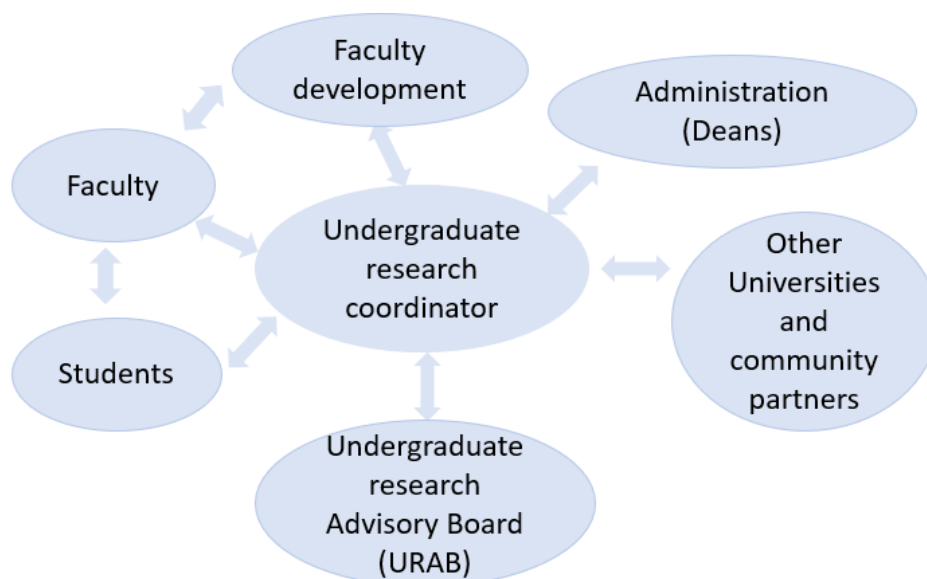 Faculty
development
Administration
(Deans)
Faculty
Undergraduate
research
coordinator
Other
Universities
and
community
partners
Students
Undergraduate
research
Advisory Board
(URAB)